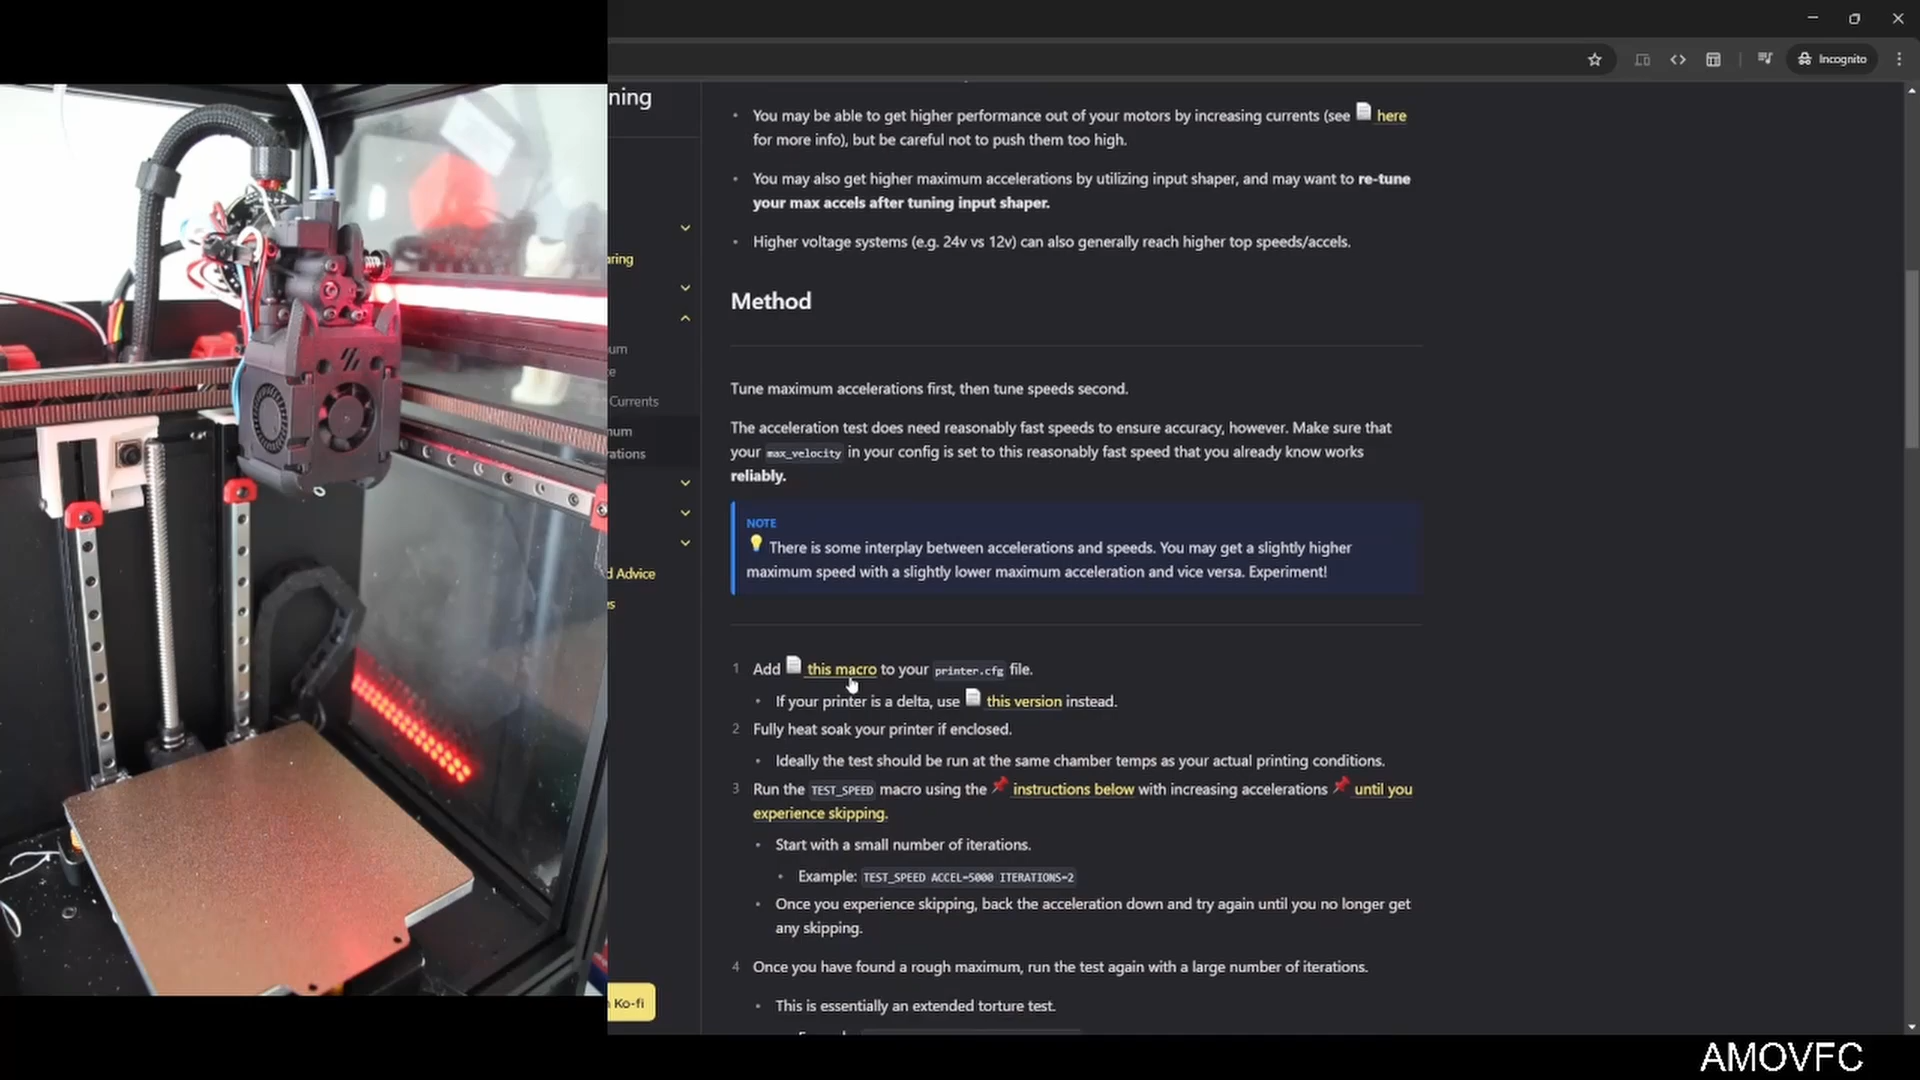 Incognito
ning
You may be able to get higher performance out of your motors by increasing currents (see here
for more info), but be careful not to push them too high.
You may also get higher maximum accelerations by utilizing input shaper, and may want to re-tune
your max accels after tuning input shaper.
Higher voltage systems (e.g. 24v vs 12v) can also generally reach higher top speeds/accels.
aring
um
e
Currents
num
rations
d Advice
s
n Ko-fi
Method
Tune maximum accelerations first, then tune speeds second.
The acceleration test does need reasonably fast speeds to ensure accuracy, however. Make sure that
your max_velocity in your config is set to this reasonably fast speed that you already know works
reliably.
NOTE
There is some interplay between accelerations and speeds. You may get a slightly higher
maximum speed with a slightly lower maximum acceleration and vice versa. Experiment!
1 Add this macro to your printer.cfg file.
If your printer is a delta, use this version instead.
2 Fully heat soak your printer if enclosed.
Ideally the test should be run at the same chamber temps as your actual printing conditions.
3 Run the TEST_SPEED macro using the instructions below with increasing accelerations until you
experience skipping.
Start with a small number of iterations.
Example: TEST_SPEED ACCEL=5000 ITERATIONS=2
Once you experience skipping, back the acceleration down and try again until you no longer get
any skipping.
4 Once you have found a rough maximum, run the test again with a large number of iterations.
This is essentially an extended torture test.
AMOVFC